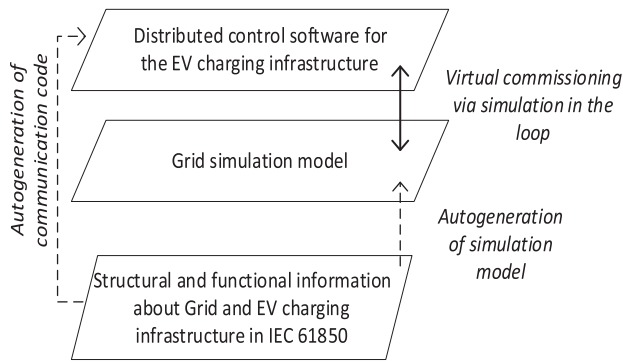 Distributed control software for
the EV charging infrastructure
Virtual commissioning
via simulation in the
loop
Autogeneration of
communication code
Grid simulation model
Autogeneration
of simulation
model
Structural and functional information
about Grid and EV charging
infrastructure in IEC 61850